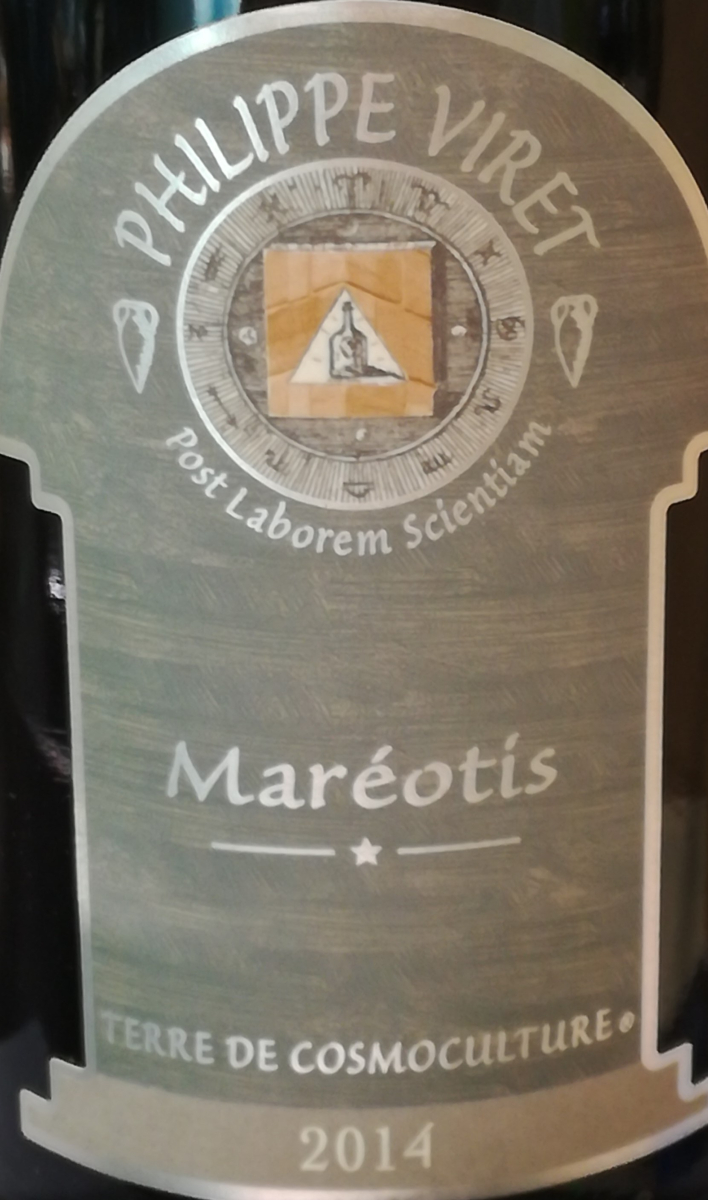 PHILIPPE VIRET
Post Laborem Scientiam
Maréotis
TERRE DE COSMOCULTURE®
2014